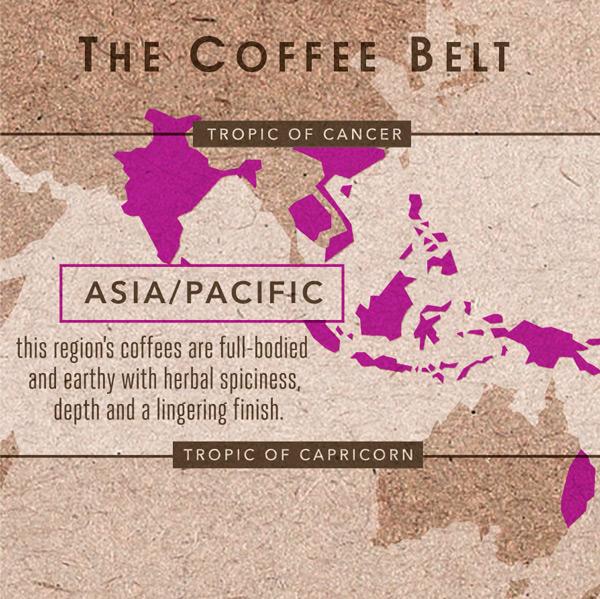 THE COFFEE BELT
TROPIC OF CANCER
ASIA/PACIFIC
this region's coffees are full-bodied
and earthy with herbal spiciness,
depth and a lingering finish.
TROPIC OF CAPRICORN